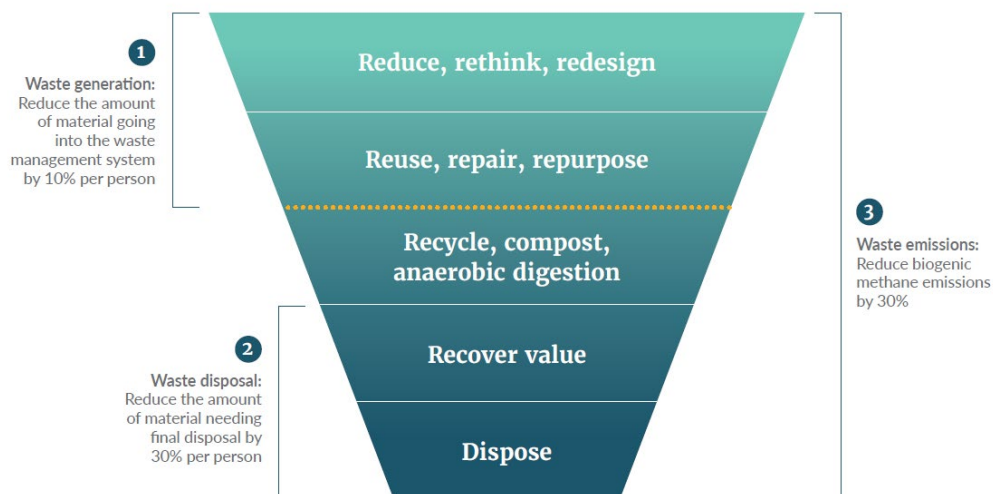 1
Waste generation:
Reduce the amount
of material going
into the waste
management system
by 10% per person
Reduce, rethink, redesign
Reuse, repair, repurpose
Recycle, compost,
anaerobic digestion
Recover value
Dispose
2
Waste disposal:
Reduce the amount
of material needing
final disposal by
30% per person
3
Waste emissions:
Reduce biogenic
methane emissions
by 30%